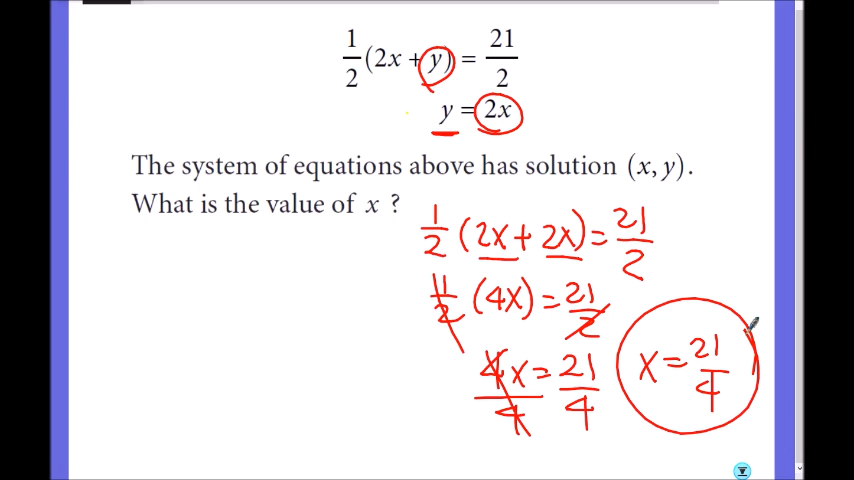 1/2 (2x + y) = 21/2
y = 2x
The system of equations above has solution (x, y).
What is the value of x ?
1/2 (2x + 2x) = 21/2
1/2 (4x) = 21/2
4x/4 = 21/4
x = 21/4